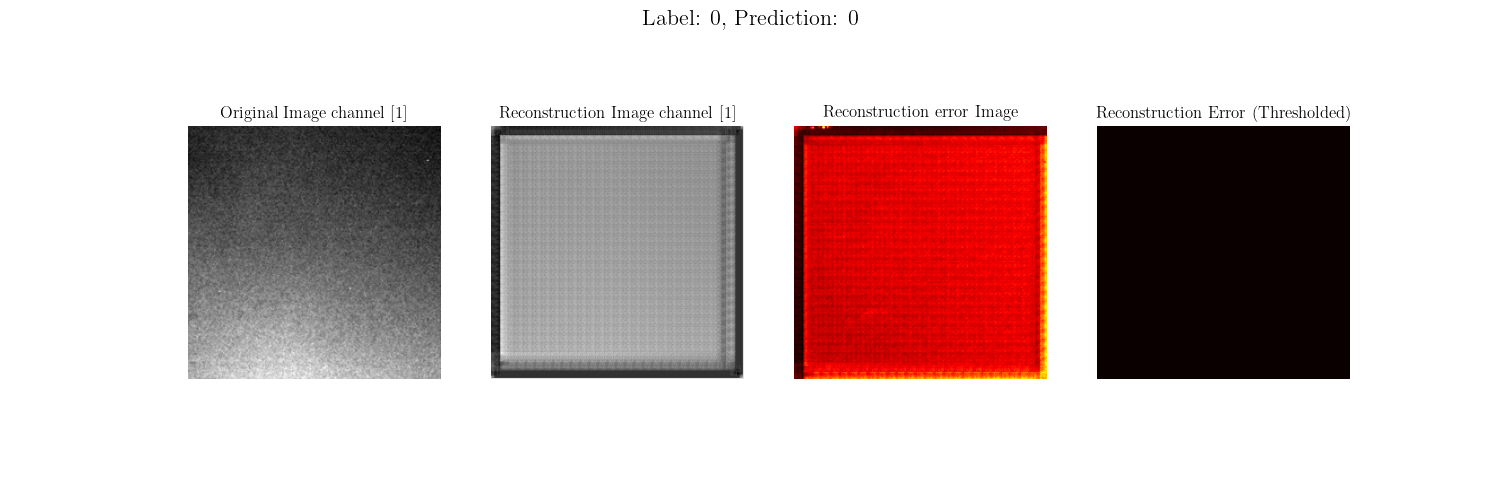 Label: 0, Prediction: 0
Original Image channel [1]
Reconstruction Image channel [1]
Reconstruction error Image
Reconstruction Error (Thresholded)